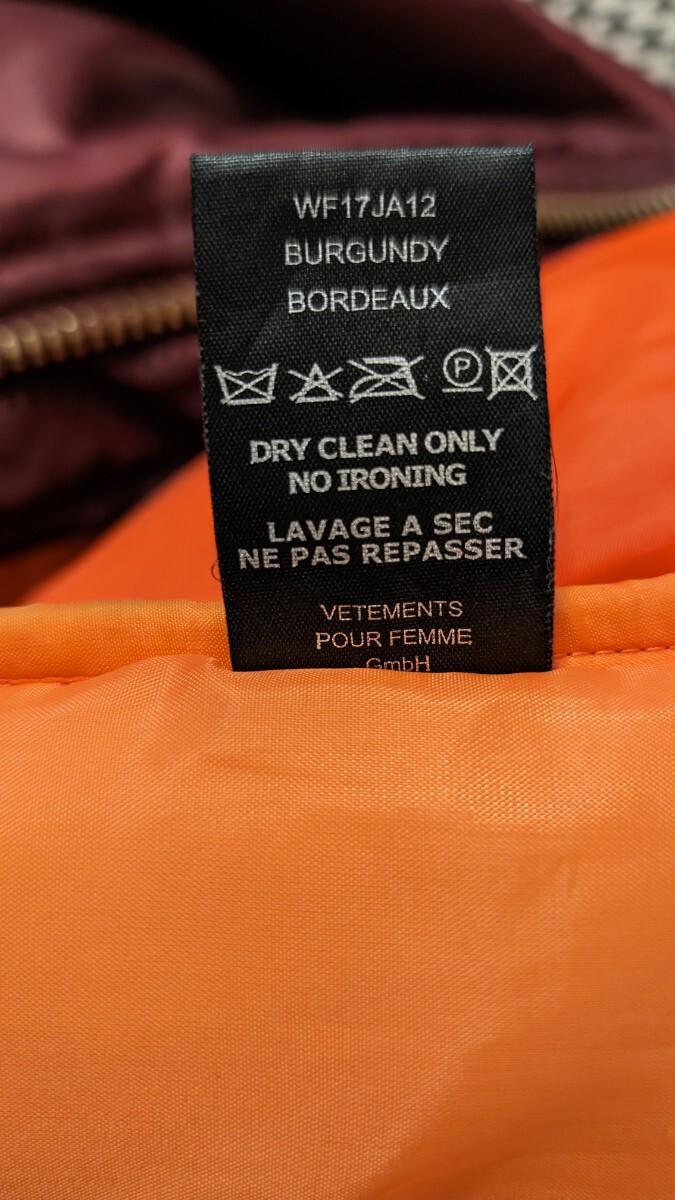 WF17JA12
BURGUNDY
BORDEAUX
P
DRY CLEAN ONLY
NO IRONING
LAVAGE A SEC
NE PAS REPASSER
VETEMENTS
POUR FEMME
GmbH